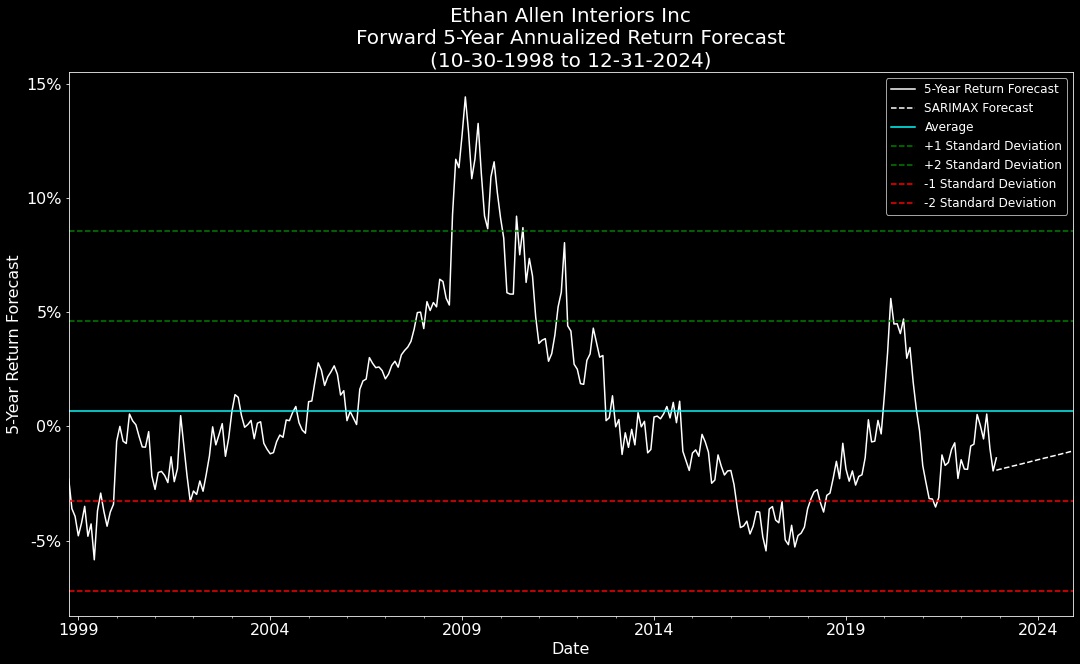 Ethan Allen Interiors Inc
Forward 5-Year Annualized Return Forecast
(10-30-1998 to 12-31-2024)
15%
10%
5%
0%
-5%
5-Year Return Forecast
5-Year Return Forecast
SARIMAX Forecast
Average
+1 Standard Deviation
+2 Standard Deviation
-1 Standard Deviation
-2 Standard Deviation
1999
2004
2009
2014
2019
2024
Date